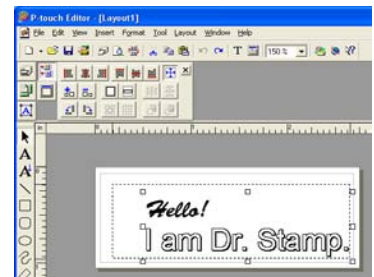 P-touch Editor - [Layout1]
File Edit View Insert Format Tool Layout Window Help
150 %
Hello!
I am Dr. Stamp.